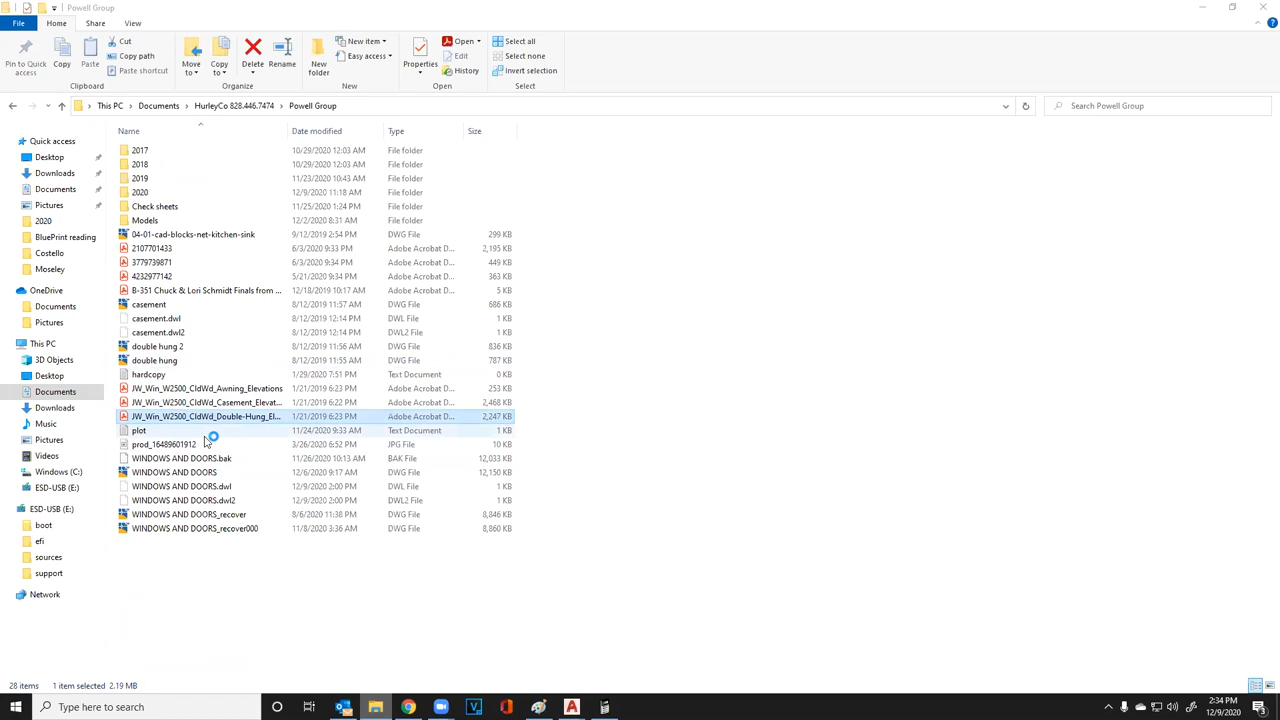 Powell Group
File Home Share View
Pin to Quick access
Copy
Paste
Cut
Copy path
Paste shortcut
Clipboard
Move to
Copy to
Delete
Rename
Organize
New folder
New item
Easy access
New
Properties
Open
Edit
History
Open
Select all
Select none
Invert selection
Select
This PC > Documents > HurleyCo 828.446.7474 > Powell Group
Search Powell Group
Name Date modified Type Size
Quick access
Desktop
Downloads
Documents
Pictures
2020
BluePrint reading
Costello
Moseley
OneDrive
Documents
Pictures
This PC
3D Objects
Desktop
Documents
Downloads
Music
Pictures
Videos
Windows (C:)
ESD-USB (E:)
ESD-USB (E:)
boot
efi
sources
support
Network
2017 10/29/2020 12:03 AM File folder
2018 10/29/2020 12:03 AM File folder
2019 11/23/2020 10:43 AM File folder
2020 12/9/2020 11:18 AM File folder
Check sheets 11/25/2020 1:24 PM File folder
Models 12/2/2020 8:31 AM File folder
04-01-cad-blocks-net-kitchen-sink 9/12/2019 2:54 PM DWG File 299 KB
2107701433 6/3/2020 9:33 PM Adobe Acrobat D... 2,195 KB
3779739871 6/3/2020 9:34 PM Adobe Acrobat D... 449 KB
4232977142 5/21/2020 9:34 PM Adobe Acrobat D... 363 KB
B-351 Chuck & Lori Schmidt Finals from ... 12/18/2019 10:17 AM Adobe Acrobat D... 5 KB
casement 8/12/2019 11:57 AM DWG File 686 KB
casement.dwl 8/12/2019 12:14 PM DWL File 1 KB
casement.dwl2 8/12/2019 12:14 PM DWL2 File 1 KB
double hung 2 8/12/2019 11:56 AM DWG File 836 KB
double hung 8/12/2019 11:55 AM DWG File 787 KB
hardcopy 1/29/2020 7:51 PM Text Document 0 KB
JW_Win_W2500_CldWd_Awning_Elevations 1/21/2019 6:23 PM Adobe Acrobat D... 253 KB
JW_Win_W2500_CldWd_Casement_Elevat... 1/21/2019 6:22 PM Adobe Acrobat D... 2,468 KB
JW_Win_W2500_CldWd_Double-Hung_El... 1/21/2019 6:23 PM Adobe Acrobat D... 2,247 KB
plot 11/24/2020 9:33 AM Text Document 1 KB
prod_16489601912 3/26/2020 6:52 PM JPG File 10 KB
WINDOWS AND DOORS.bak 11/26/2020 10:13 AM BAK File 12,033 KB
WINDOWS AND DOORS 12/6/2020 9:17 AM DWG File 12,150 KB
WINDOWS AND DOORS.dwl 12/9/2020 2:00 PM DWL File 1 KB
WINDOWS AND DOORS.dwl2 12/9/2020 2:00 PM DWL2 File 1 KB
WINDOWS AND DOORS_recover 8/6/2020 11:38 PM DWG File 8,846 KB
WINDOWS AND DOORS_recover000 11/8/2020 3:36 AM DWG File 8,860 KB
28 items 1 item selected 2.19 MB
Type here to search
2:34 PM
12/9/2020